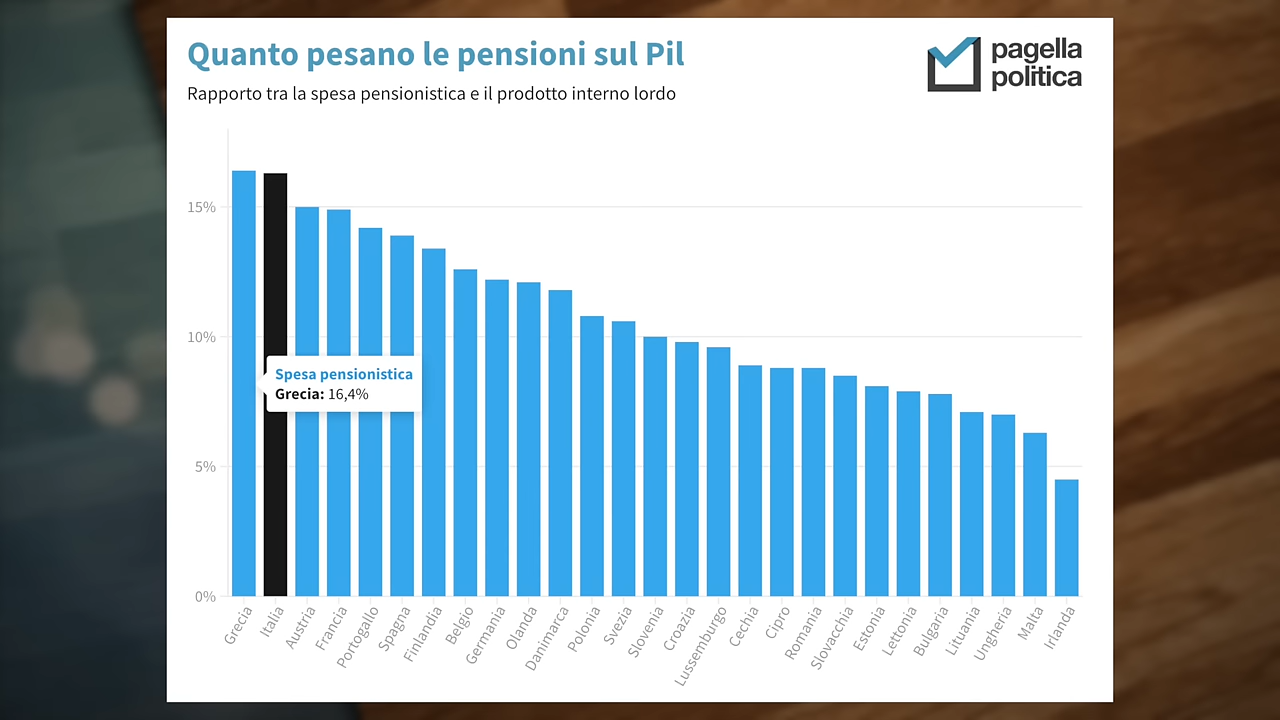 Quanto pesano le pensioni sul Pil
Rapporto tra la spesa pensionistica e il prodotto interno lordo
pagella
politica
15%
10%
5%
0%
Spesa pensionistica
Grecia: 16,4%
Grecia
Italia
Austria
Francia
Portogallo
Spagna
Finlandia
Belgio
Germania
Olanda
Danimarca
Polonia
Svezia
Slovenia
Croazia
Lussemburgo
Cechia
Cipro
Romania
Slovacchia
Estonia
Lettonia
Bulgaria
Lituania
Ungheria
Malta
Irlanda